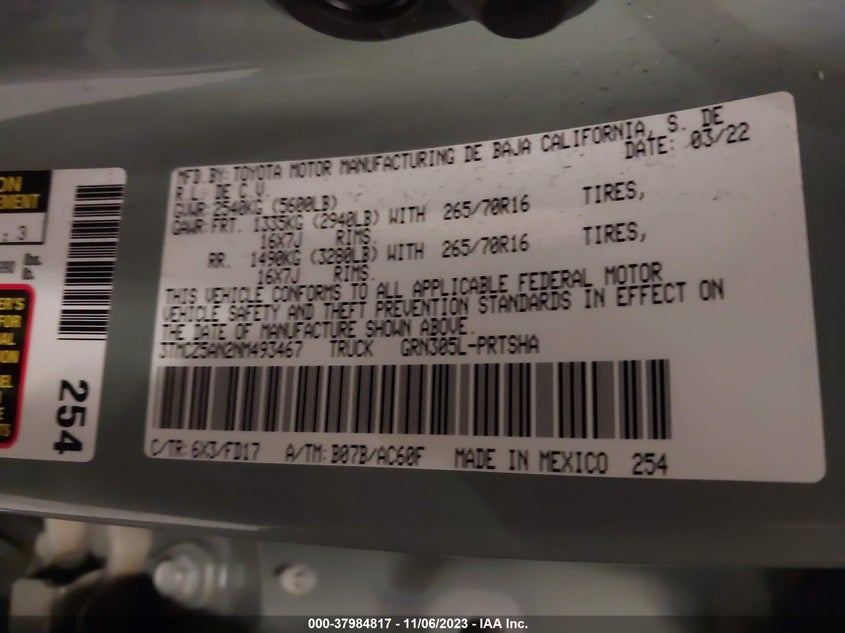 MFD.BY:TOYOTA MOTOR MANUFACTURING DE BAJA CALIFORNIA, S. DE
R.L. DE C.V. DATE: 03/22
GVWR:2540KG (5600LB)
GAWR:FRT. 1335KG (2940LB) WITH 265/70R16 TIRES,
16X7J RIMS.
RR. 1490KG (3280LB) WITH 265/70R16 TIRES,
16X7J RIMS.
THIS VEHICLE CONFORMS TO ALL APPLICABLE FEDERAL MOTOR
VEHICLE SAFETY AND THEFT PREVENTION STANDARDS IN EFFECT ON
THE DATE OF MANUFACTURE SHOWN ABOVE.
3TMCZ5AN2NM493467 TRUCK GRN305L-PRTSHA
C/TR:6X3/FD17 A/TM:B07B/AC60F MADE IN MEXICO 254
254
000-37984817 - 11/06/2023 - IAA Inc.